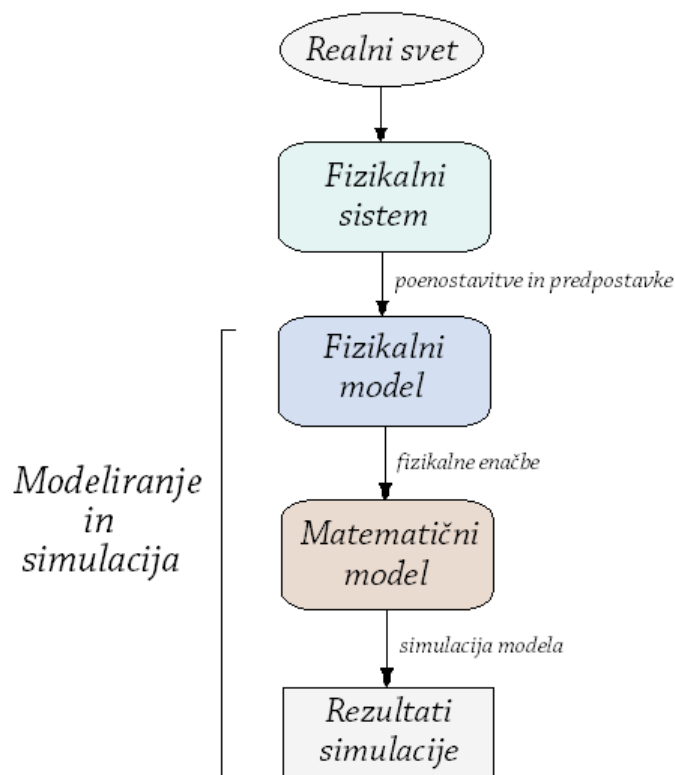 Realni svet
Fizikalni
sistem
poenostavitve in predpostavke
Fizikalni
model
fizikalne enačbe
Modeliranje
in
simulacija
Matematični
model
simulacija modela
Rezultati
simulacije